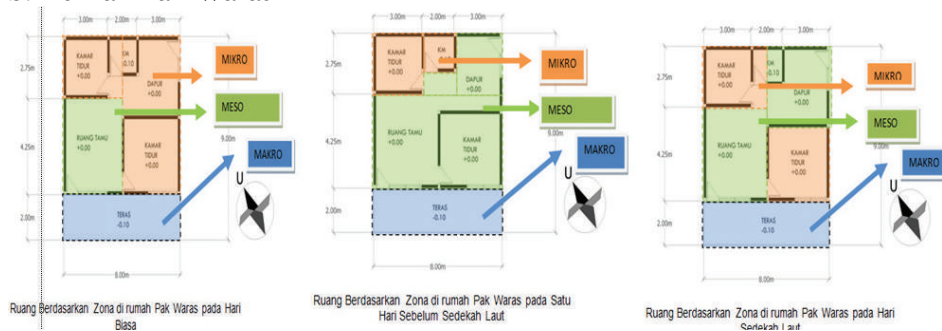 3.00m 2.00m 3.00m
2.75m
4.25m
2.00m
9.00m
8.00m
KAMAR
TIDUR
+0.00
KM
-0.10
DAPUR
+0.00
RUANG TAMU
+0.00
KAMAR
TIDUR
+0.00
TERAS
-0.10
MIKRO
MESO
MAKRO
U
Ruang Berdasarkan Zona di rumah Pak Waras pada Hari
Biasa
3.00m 2.00m 3.00m
2.75m
4.25m
2.00m
9.00m
8.00m
KAMAR
TIDUR
+0.00
KM
DAPUR
+0.00
RUANG TAMU
+0.00
KAMAR
TIDUR
+0.00
TERAS
-0.10
MIKRO
MESO
MAKRO
U
Ruang Berdasarkan Zona di rumah Pak Waras pada Satu
Hari Sebelum Sedekah Laut
3.00m 2.00m 3.00m
2.75m
4.25m
2.00m
9.00m
8.00m
KAMAR
TIDUR
+0.00
KM
-0.10
DAPUR
+0.00
RUANG TAMU
+0.00
KAMAR
TIDUR
+0.00
TERAS
-0.10
MIKRO
MESO
MAKRO
U
Ruang Berdasarkan Zona di rumah Pak Waras pada Hari
Sedekah Laut